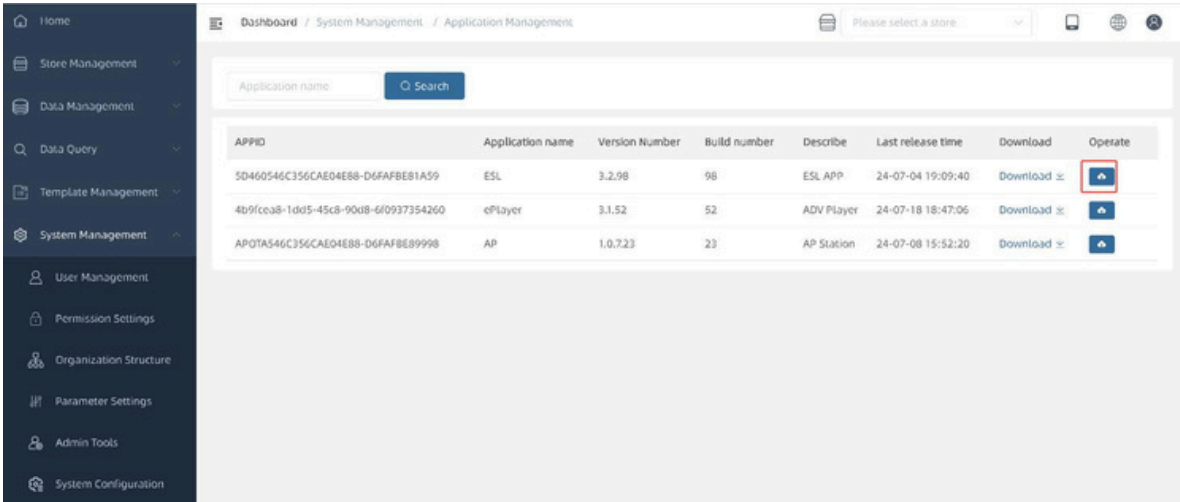 Home
Dashboard / System Management / Application Management
Please select a store
Store Management
Application name
Search
Data Management
Data Query
APPID Application name Version Number Build number Describe Last release time Download Operate
5D460546C356CAE04E88-D6FAFBE81A59 ESL 3.2.98 98 ESL APP 24-07-04 19:09:40 Download
Template Management
4b9fcea8-1dd5-45c8-90d8-6f0937354260 ePlayer 3.1.52 52 ADV Player 24-07-18 18:47:06 Download
System Management
APOTA546C356CAE04E88-D6FAFBE89998 AP 1.0.7.23 23 AP Station 24-07-08 15:52:20 Download
User Management
Permission Settings
Organization Structure
Parameter Settings
Admin Tools
System Configuration